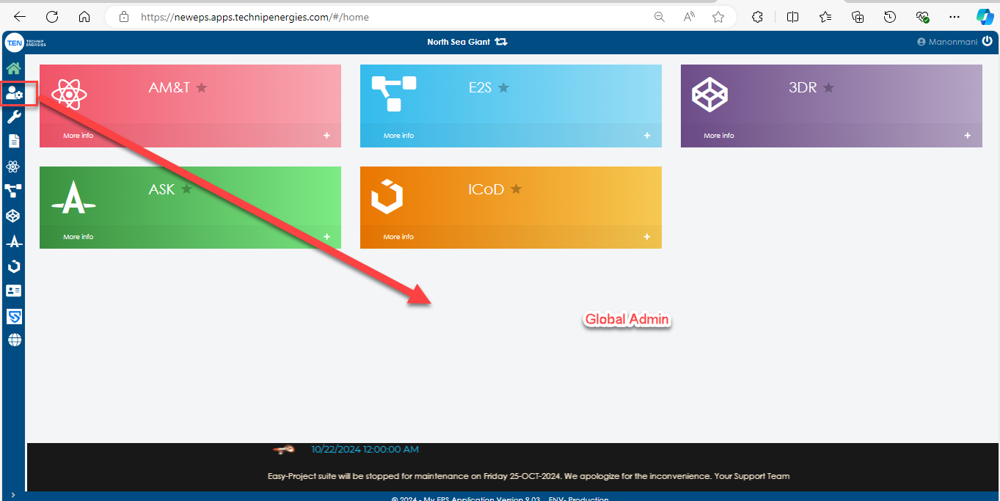 https://neweps.apps.technipenergies.com/#/home
T.EN TECHNIP ENERGIES
North Sea Giant
Manonmani
AM&T
More info
+
E2S
More info
+
3DR
More info
+
ASK
More info
+
ICoD
More info
+
Global Admin
10/22/2024 12:00:00 AM
Easy-Project suite will be stopped for maintenance on Friday 25-OCT-2024. We apologize for the inconvenience. Your Support Team
© 2024 - My EPS Application Version 9.03 ENV- Production